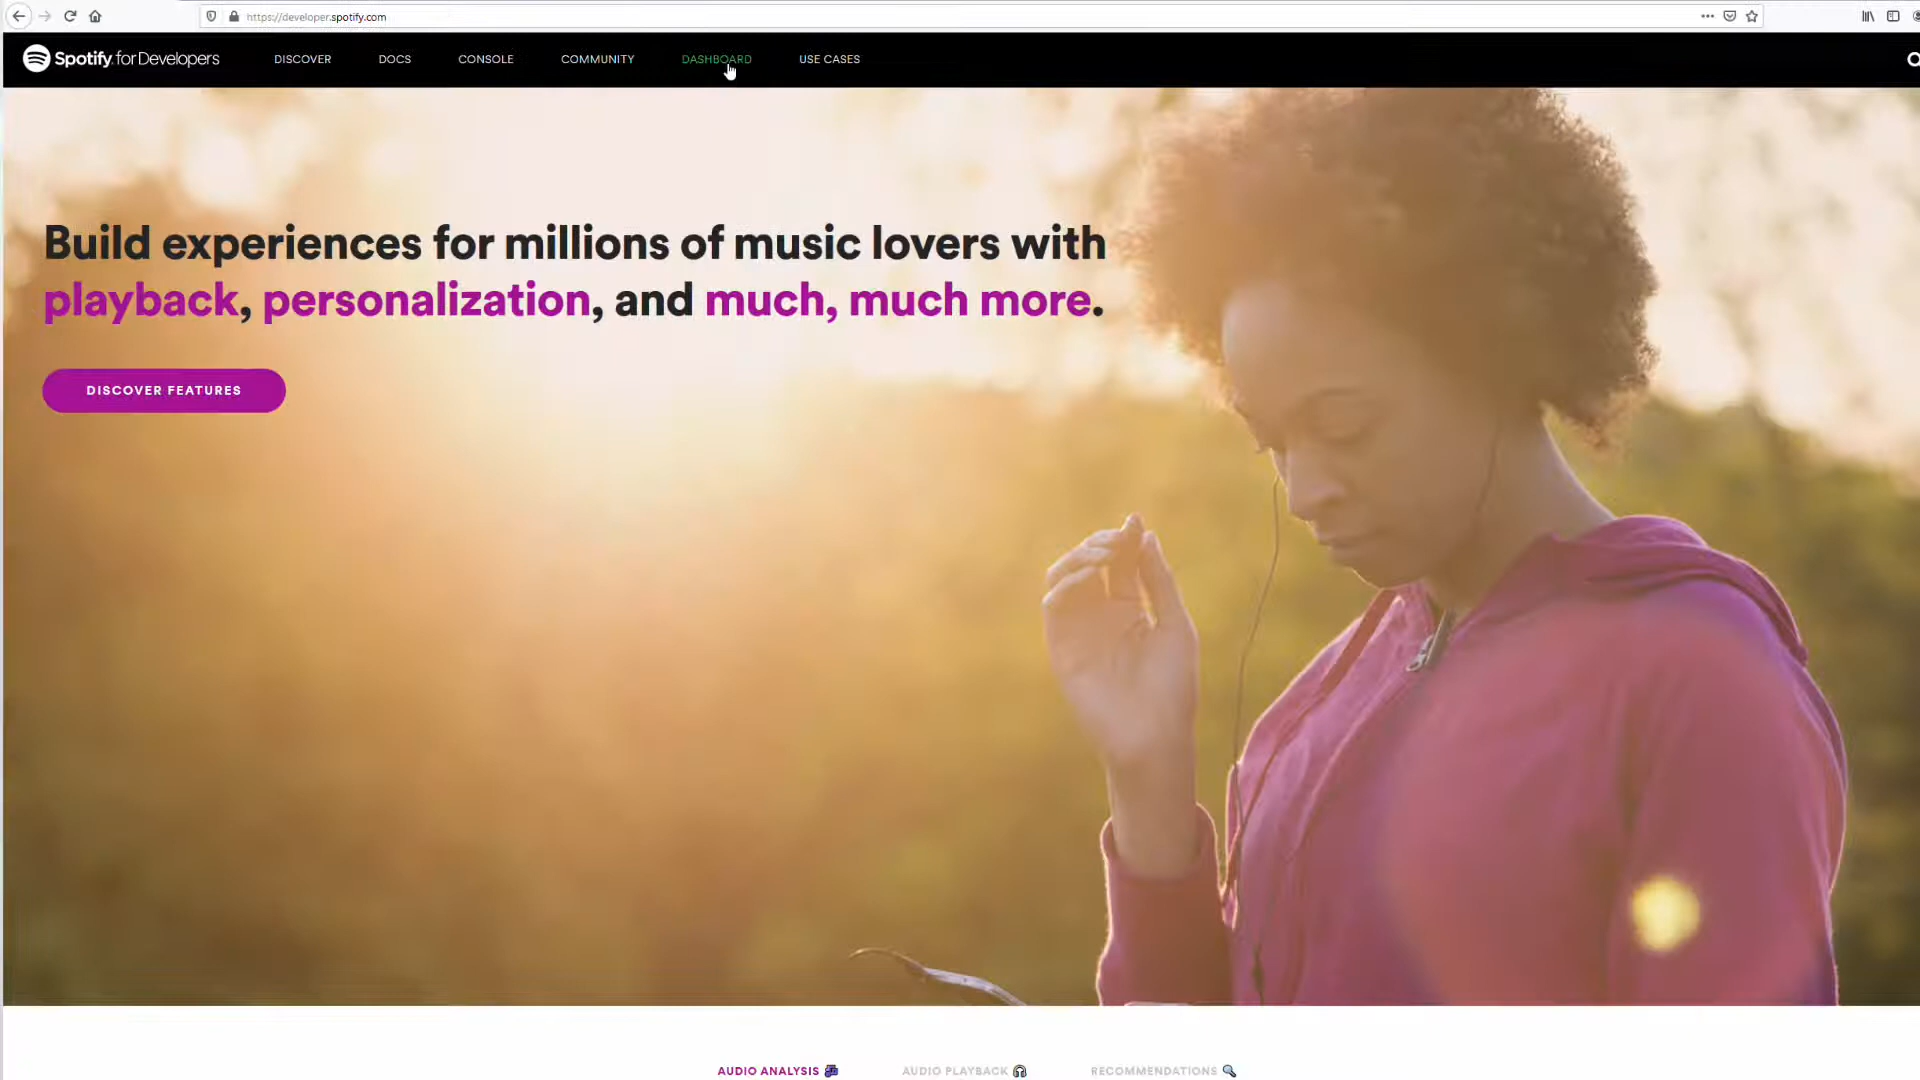 https://developer.spotify.com
Spotify for Developers
DISCOVER
DOCS
CONSOLE
COMMUNITY
DASHBOARD
USE CASES
Build experiences for millions of music lovers with
playback, personalization, and much, much more.
DISCOVER FEATURES
AUDIO ANALYSIS
AUDIO PLAYBACK
RECOMMENDATIONS